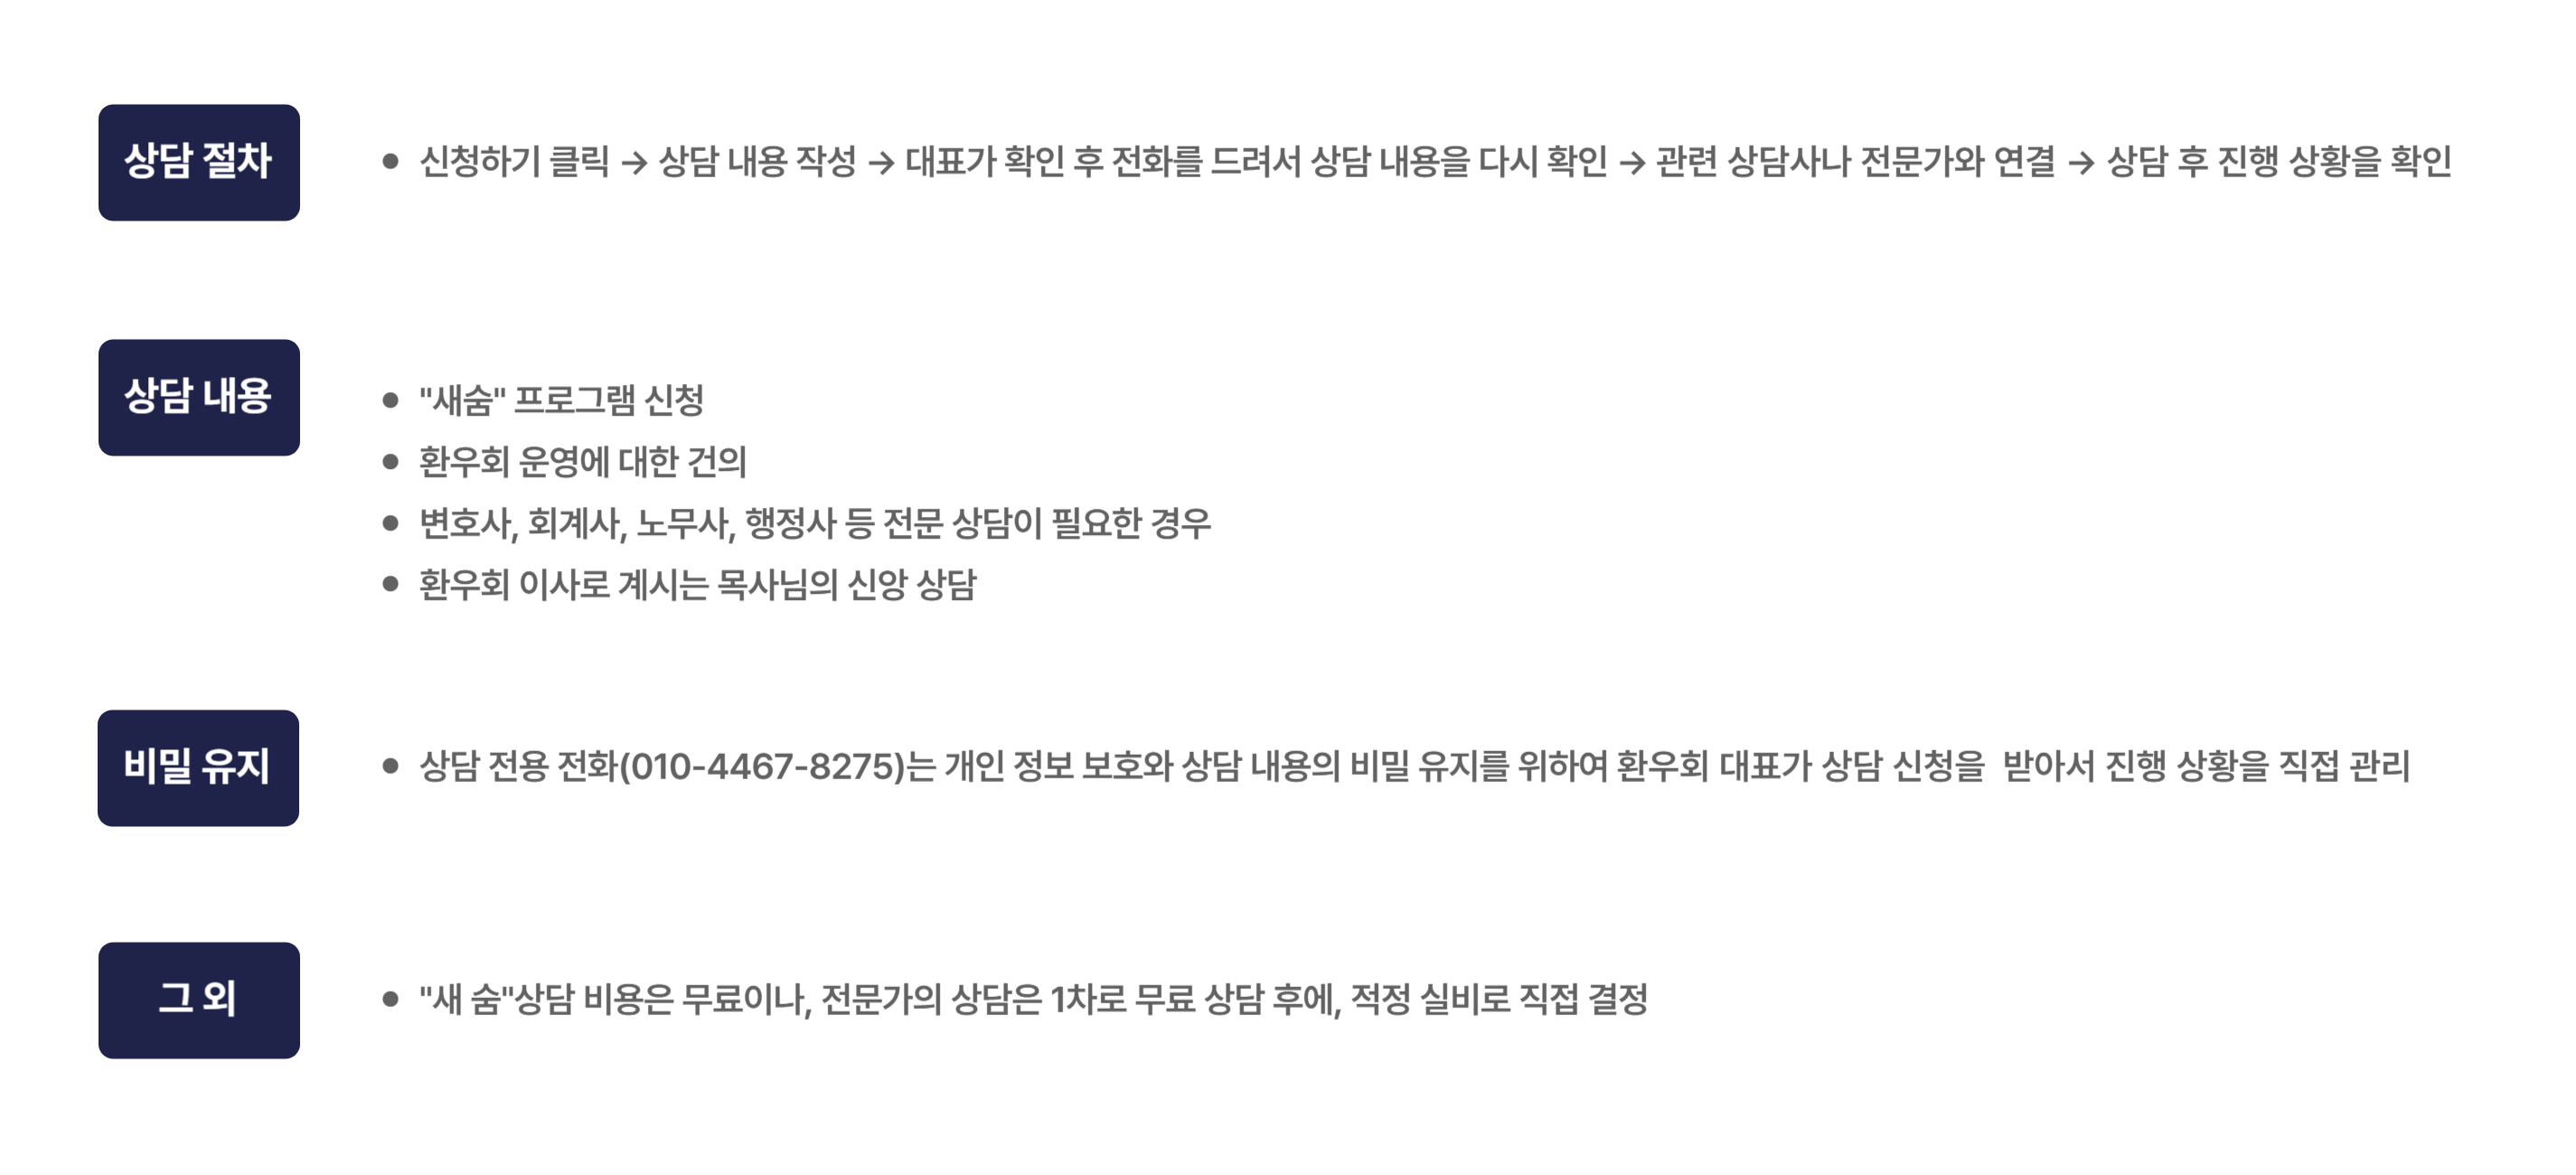 상담 절차
● 신청하기 클릭 → 상담 내용 작성 → 대표가 확인 후 전화를 드려서 상담 내용을 다시 확인 → 관련 상담사나 전문가와 연결 → 상담 후 진행 상황을 확인
상담 내용
● "새숨" 프로그램 신청
● 환우회 운영에 대한 건의
● 변호사, 회계사, 노무사, 행정사 등 전문 상담이 필요한 경우
● 환우회 이사로 계시는 목사님의 신앙 상담
비밀 유지
● 상담 전용 전화(010-4467-8275)는 개인 정보 보호와 상담 내용의 비밀 유지를 위하여 환우회 대표가 상담 신청을  받아서 진행 상황을 직접 관리
그 외
● "새 숨"상담 비용은 무료이나, 전문가의 상담은 1차로 무료 상담 후에, 적정 실비로 직접 결정